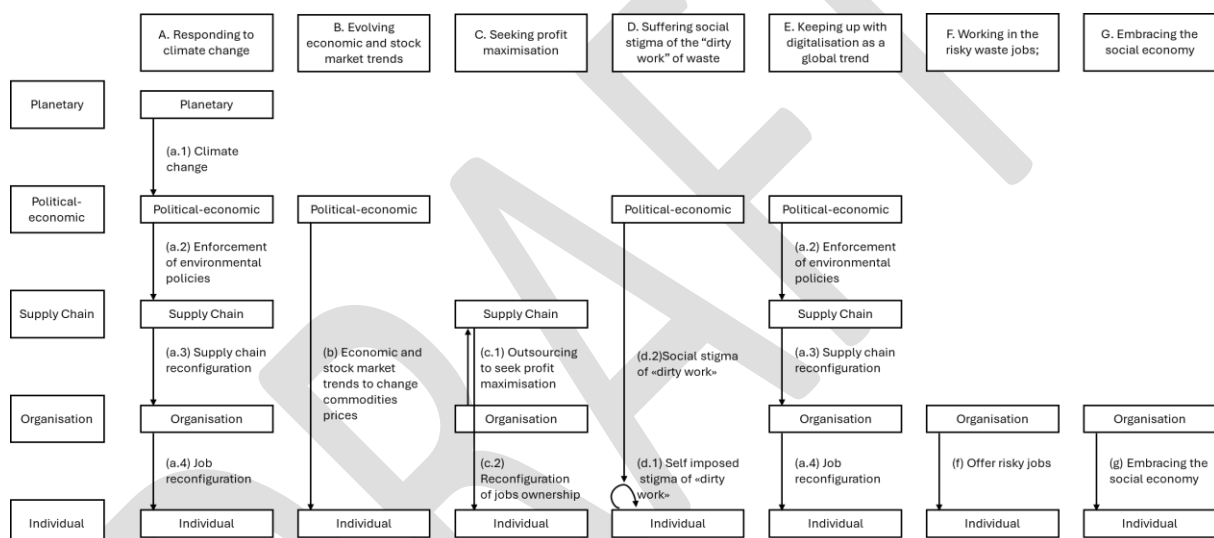 A. Responding to
climate change
B. Evolving
economic and stock
market trends
C. Seeking profit
maximisation
D. Suffering social
stigma of the “dirty
work” of waste
E. Keeping up with
digitalisation as a
global trend
F. Working in the
risky waste jobs;
G. Embracing the
social economy
Planetary
Planetary
(a.1) Climate
change
Political-
economic
Political-economic
Political-economic
Political-economic
Political-economic
(a.2) Enforcement
of environmental
policies
(a.2) Enforcement
of environmental
policies
Supply Chain
Supply Chain
Supply Chain
Supply Chain
(a.3) Supply chain
reconfiguration
(b) Economic and
stock market
trends to change
commodities
prices
(c.1) Outsourcing
to seek profit
maximisation
(d.2)Social stigma
of «dirty work»
(a.3) Supply chain
reconfiguration
Organisation
Organisation
Organisation
Organisation
Organisation
Organisation
(a.4) Job
reconfiguration
(c.2)
Reconfiguration
of jobs ownership
(d.1) Self imposed
stigma of «dirty
work»
(a.4) Job
reconfiguration
(f) Offer risky jobs
(g) Embracing the
social economy
Individual
Individual
Individual
Individual
Individual
Individual
Individual
Individual
DRAFT